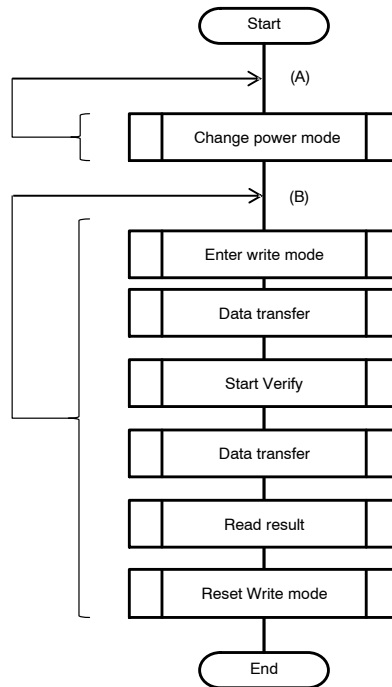 Start
(A)
Change power mode
(B)
Enter write mode
Data transfer
Start Verify
Data transfer
Read result
Reset Write mode
End